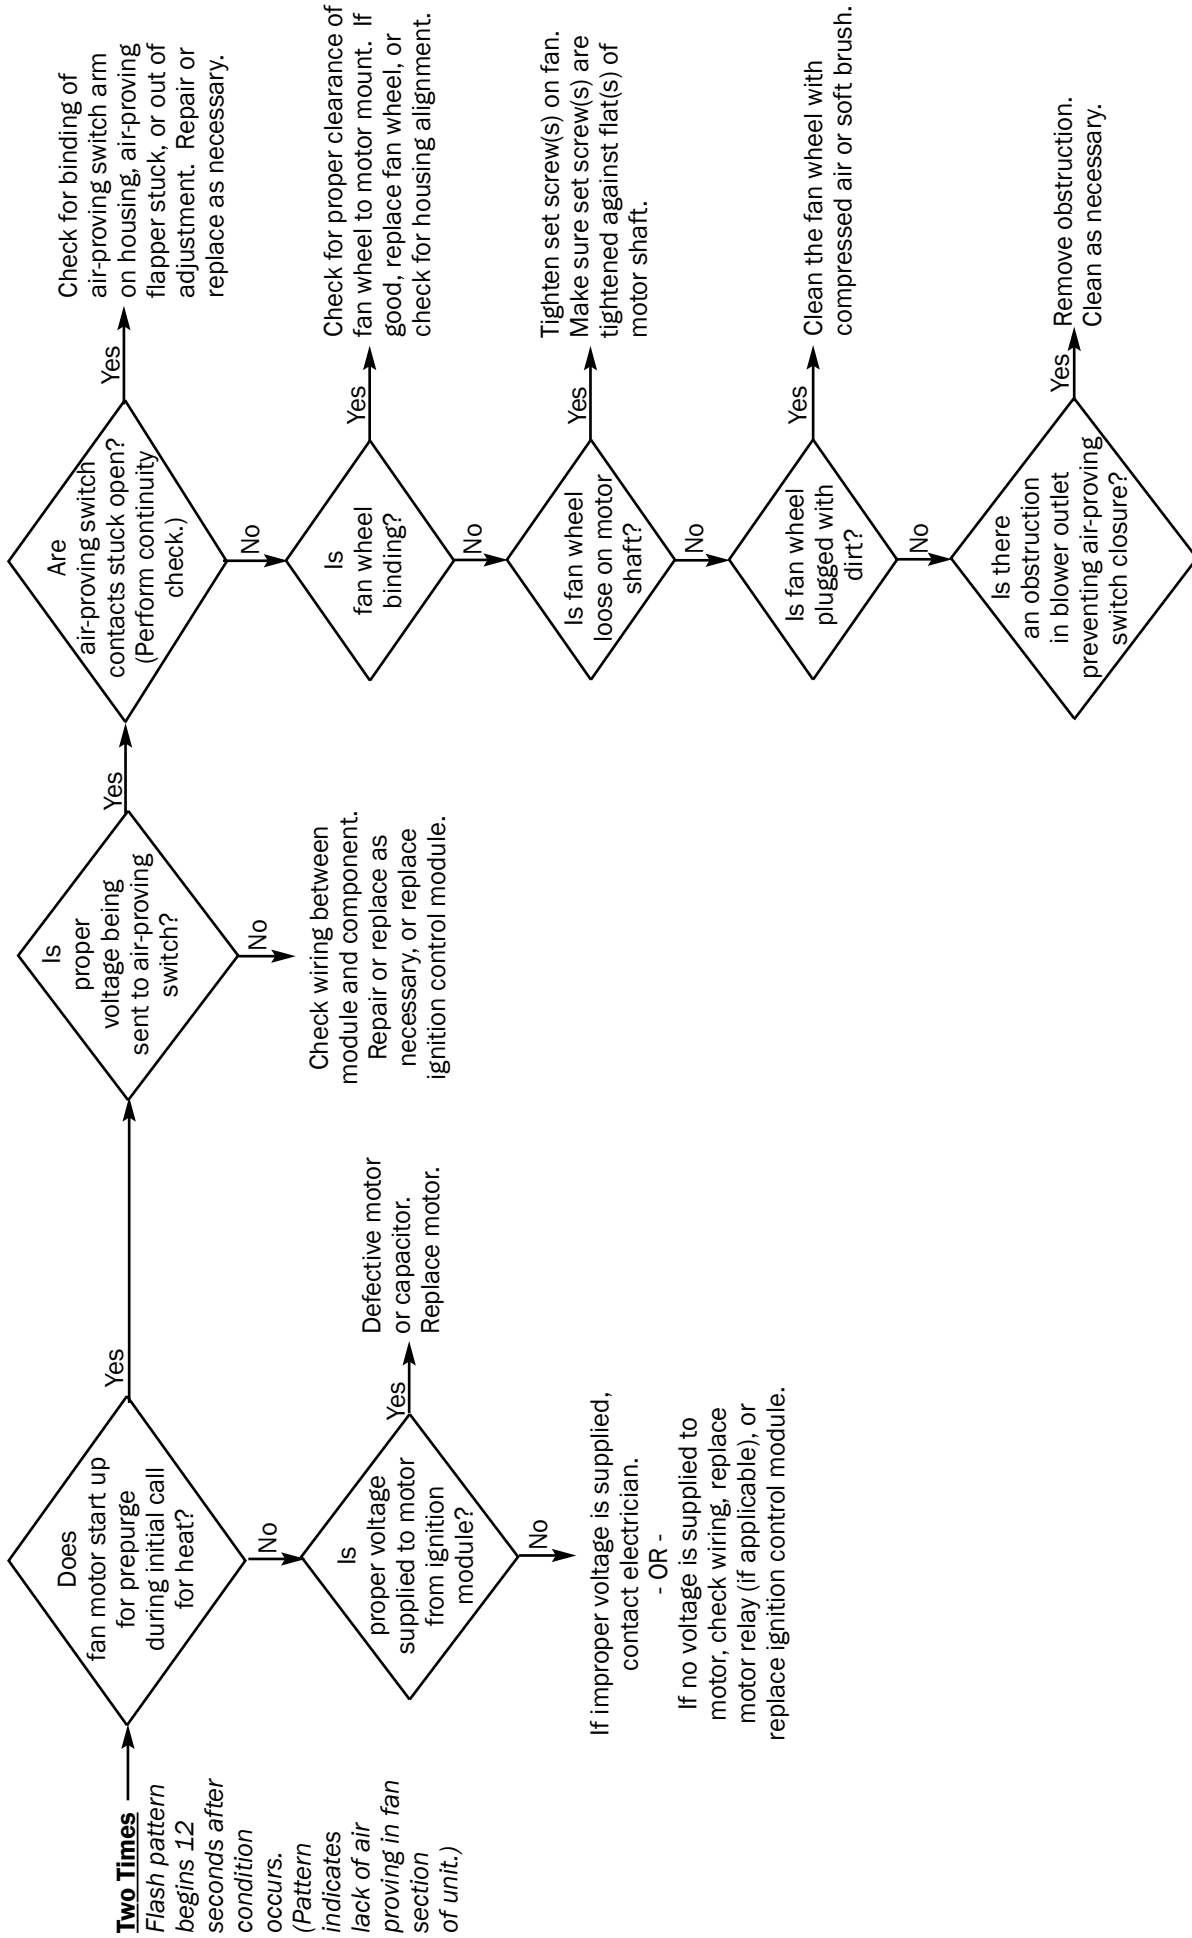 Two Times
Flash pattern
begins 12
seconds after
condition
occurs.
(Pattern
indicates
lack of air
proving in fan
section
of unit.)
Does
fan motor start up
for prepurge
during initial call
for heat?
Yes
No
Is
proper voltage
supplied to motor
from ignition
module?
Yes
Defective motor
or capacitor.
Replace motor.
No
If improper voltage is supplied,
contact electrician.
- OR -
If no voltage is supplied to
motor, check wiring, replace
motor relay (if applicable), or
replace ignition control module.
Is
proper
voltage being
sent to air-proving
switch?
Yes
No
Check wiring between
module and component.
Repair or replace as
necessary, or replace
ignition control module.
Are
air-proving switch
contacts stuck open?
(Perform continuity
check.)
Yes
Check for binding of
air-proving switch arm
on housing, air-proving
flapper stuck, or out of
adjustment. Repair or
replace as necessary.
No
Is
fan wheel
binding?
Yes
Check for proper clearance of
fan wheel to motor mount. If
good, replace fan wheel, or
check for housing alignment.
No
Is fan wheel
loose on motor
shaft?
Yes
Tighten set screw(s) on fan.
Make sure set screw(s) are
tightened against flat(s) of
motor shaft.
No
Is fan wheel
plugged with
dirt?
Yes
Clean the fan wheel with
compressed air or soft brush.
No
Is there
an obstruction
in blower outlet
preventing air-proving
switch closure?
Yes
Remove obstruction.
Clean as necessary.